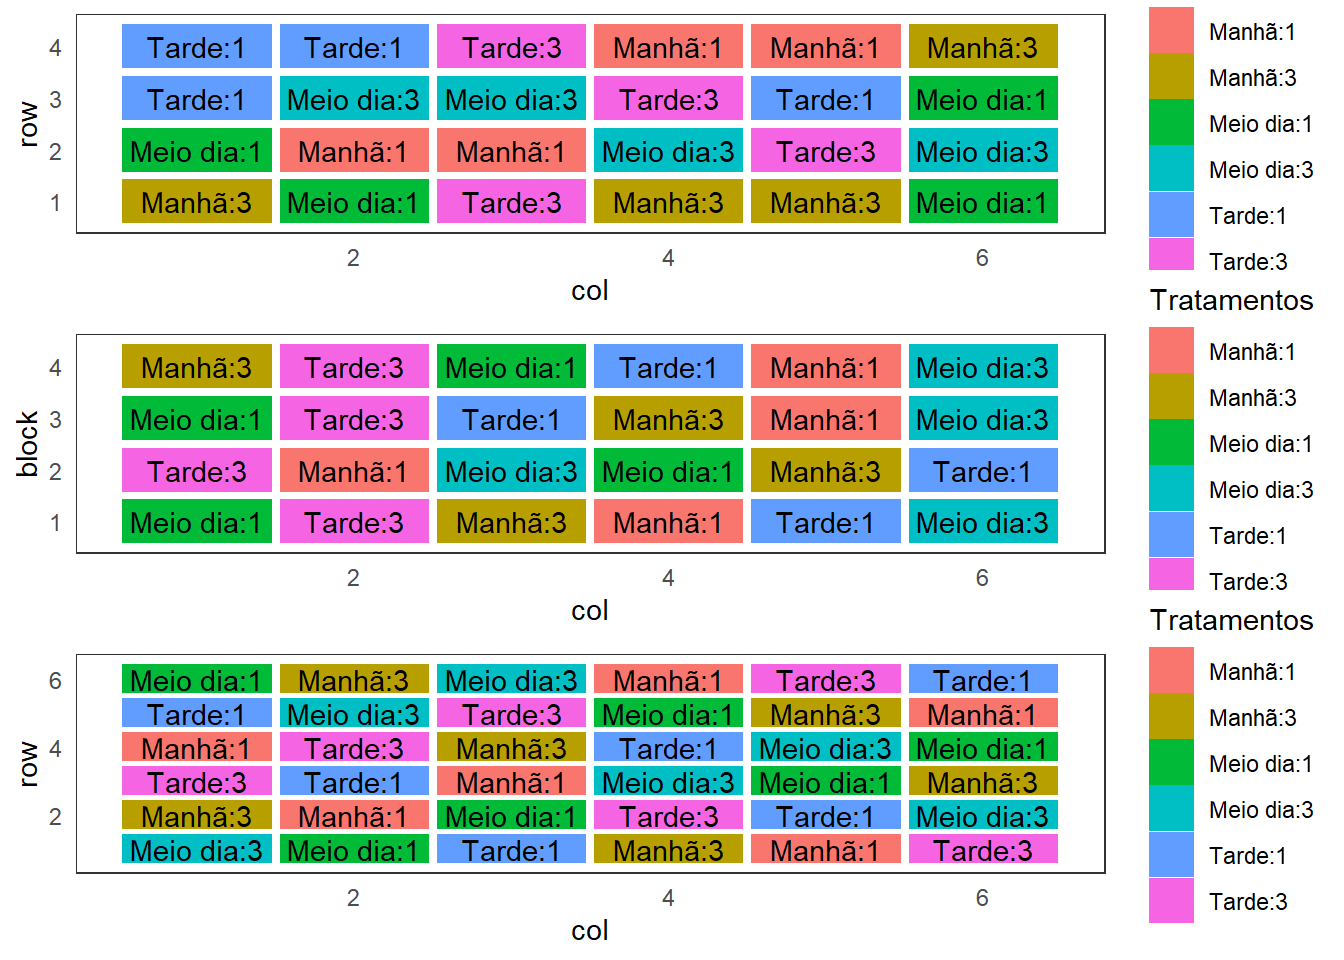 4 Tarde:1 Tarde:1 Tarde:3 Manhã:1 Manhã:1 Manhã:3
3 Tarde:1 Meio dia:3 Meio dia:3 Tarde:3 Tarde:1 Meio dia:1
2 Meio dia:1 Manhã:1 Manhã:1 Meio dia:3 Tarde:3 Meio dia:3
1 Manhã:3 Meio dia:1 Tarde:3 Manhã:3 Manhã:3 Meio dia:1
row
2 4 6
col
Manhã:1
Manhã:3
Meio dia:1
Meio dia:3
Tarde:1
Tarde:3
Tratamentos
4 Manhã:3 Tarde:3 Meio dia:1 Tarde:1 Manhã:1 Meio dia:3
3 Meio dia:1 Tarde:3 Tarde:1 Manhã:3 Manhã:1 Meio dia:3
2 Tarde:3 Manhã:1 Meio dia:3 Meio dia:1 Manhã:3 Tarde:1
1 Meio dia:1 Tarde:3 Manhã:3 Manhã:1 Tarde:1 Meio dia:3
block
2 4 6
col
Manhã:1
Manhã:3
Meio dia:1
Meio dia:3
Tarde:1
Tarde:3
Tratamentos
6 Meio dia:1 Manhã:3 Meio dia:3 Manhã:1 Tarde:3 Tarde:1
Tarde:1 Meio dia:3 Tarde:3 Meio dia:1 Manhã:3 Manhã:1
4 Manhã:1 Tarde:3 Manhã:3 Tarde:1 Meio dia:3 Meio dia:1
Tarde:3 Tarde:1 Manhã:1 Meio dia:3 Meio dia:1 Manhã:3
2 Manhã:3 Manhã:1 Meio dia:1 Tarde:3 Tarde:1 Meio dia:3
Meio dia:3 Meio dia:1 Tarde:1 Manhã:3 Manhã:1 Tarde:3
row
2 4 6
col
Manhã:1
Manhã:3
Meio dia:1
Meio dia:3
Tarde:1
Tarde:3